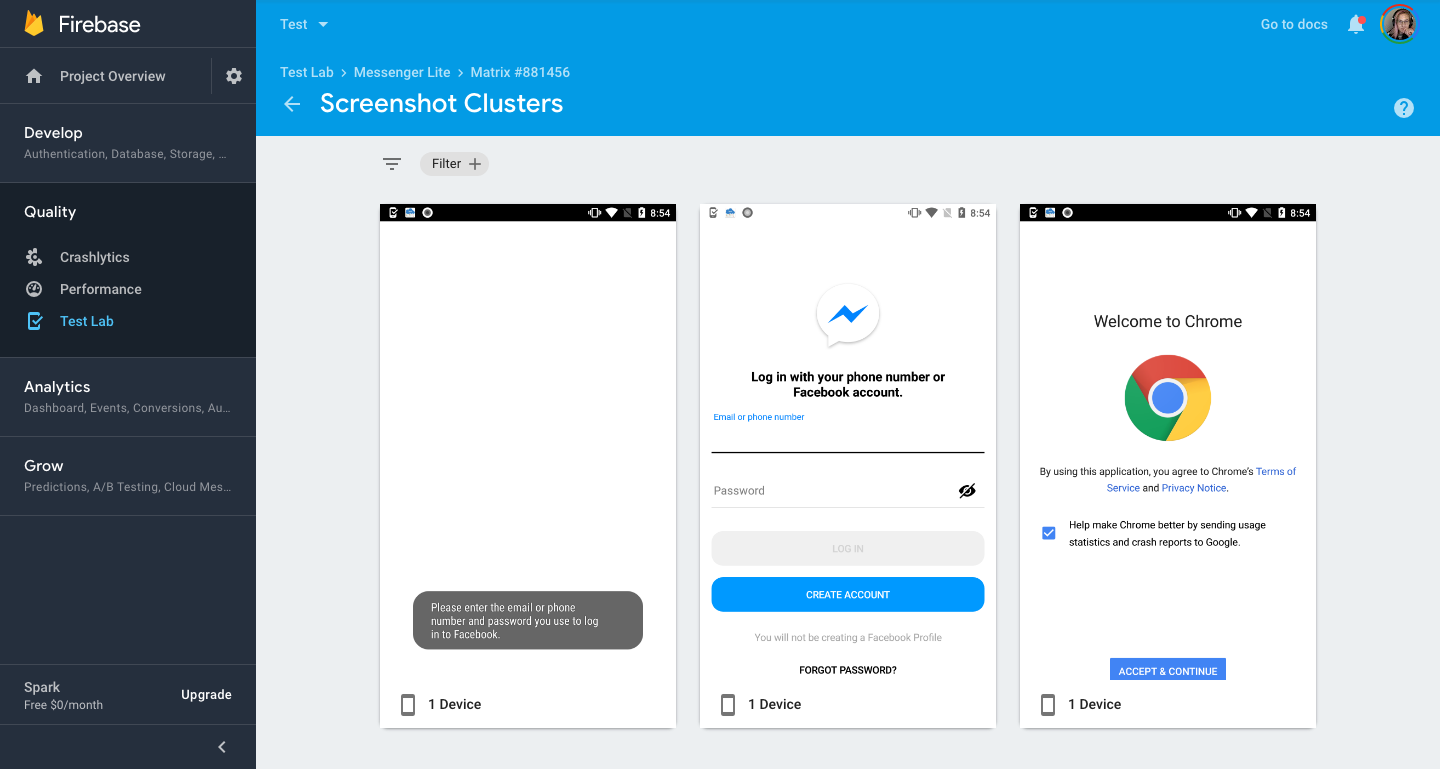 Firebase
Project Overview
Develop
Authentication, Database, Storage, ...
Quality
Crashlytics
Performance
Test Lab
Analytics
Dashboard, Events, Conversions, Au...
Grow
Predictions, A/B Testing, Cloud Mes...
Spark
Free $0/month
Upgrade
Test
Go to docs
Test Lab > Messenger Lite > Matrix #881456
Screenshot Clusters
Filter
8:54
Please enter the email or phone
number and password you use to log
in to Facebook.
1 Device
8:54
Log in with your phone number or
Facebook account.
Email or phone number
Password
LOG IN
CREATE ACCOUNT
You will not be creating a Facebook Profile
FORGOT PASSWORD?
1 Device
8:54
Welcome to Chrome
By using this application, you agree to Chrome's Terms of
Service and Privacy Notice.
Help make Chrome better by sending usage
statistics and crash reports to Google.
ACCEPT & CONTINUE
1 Device